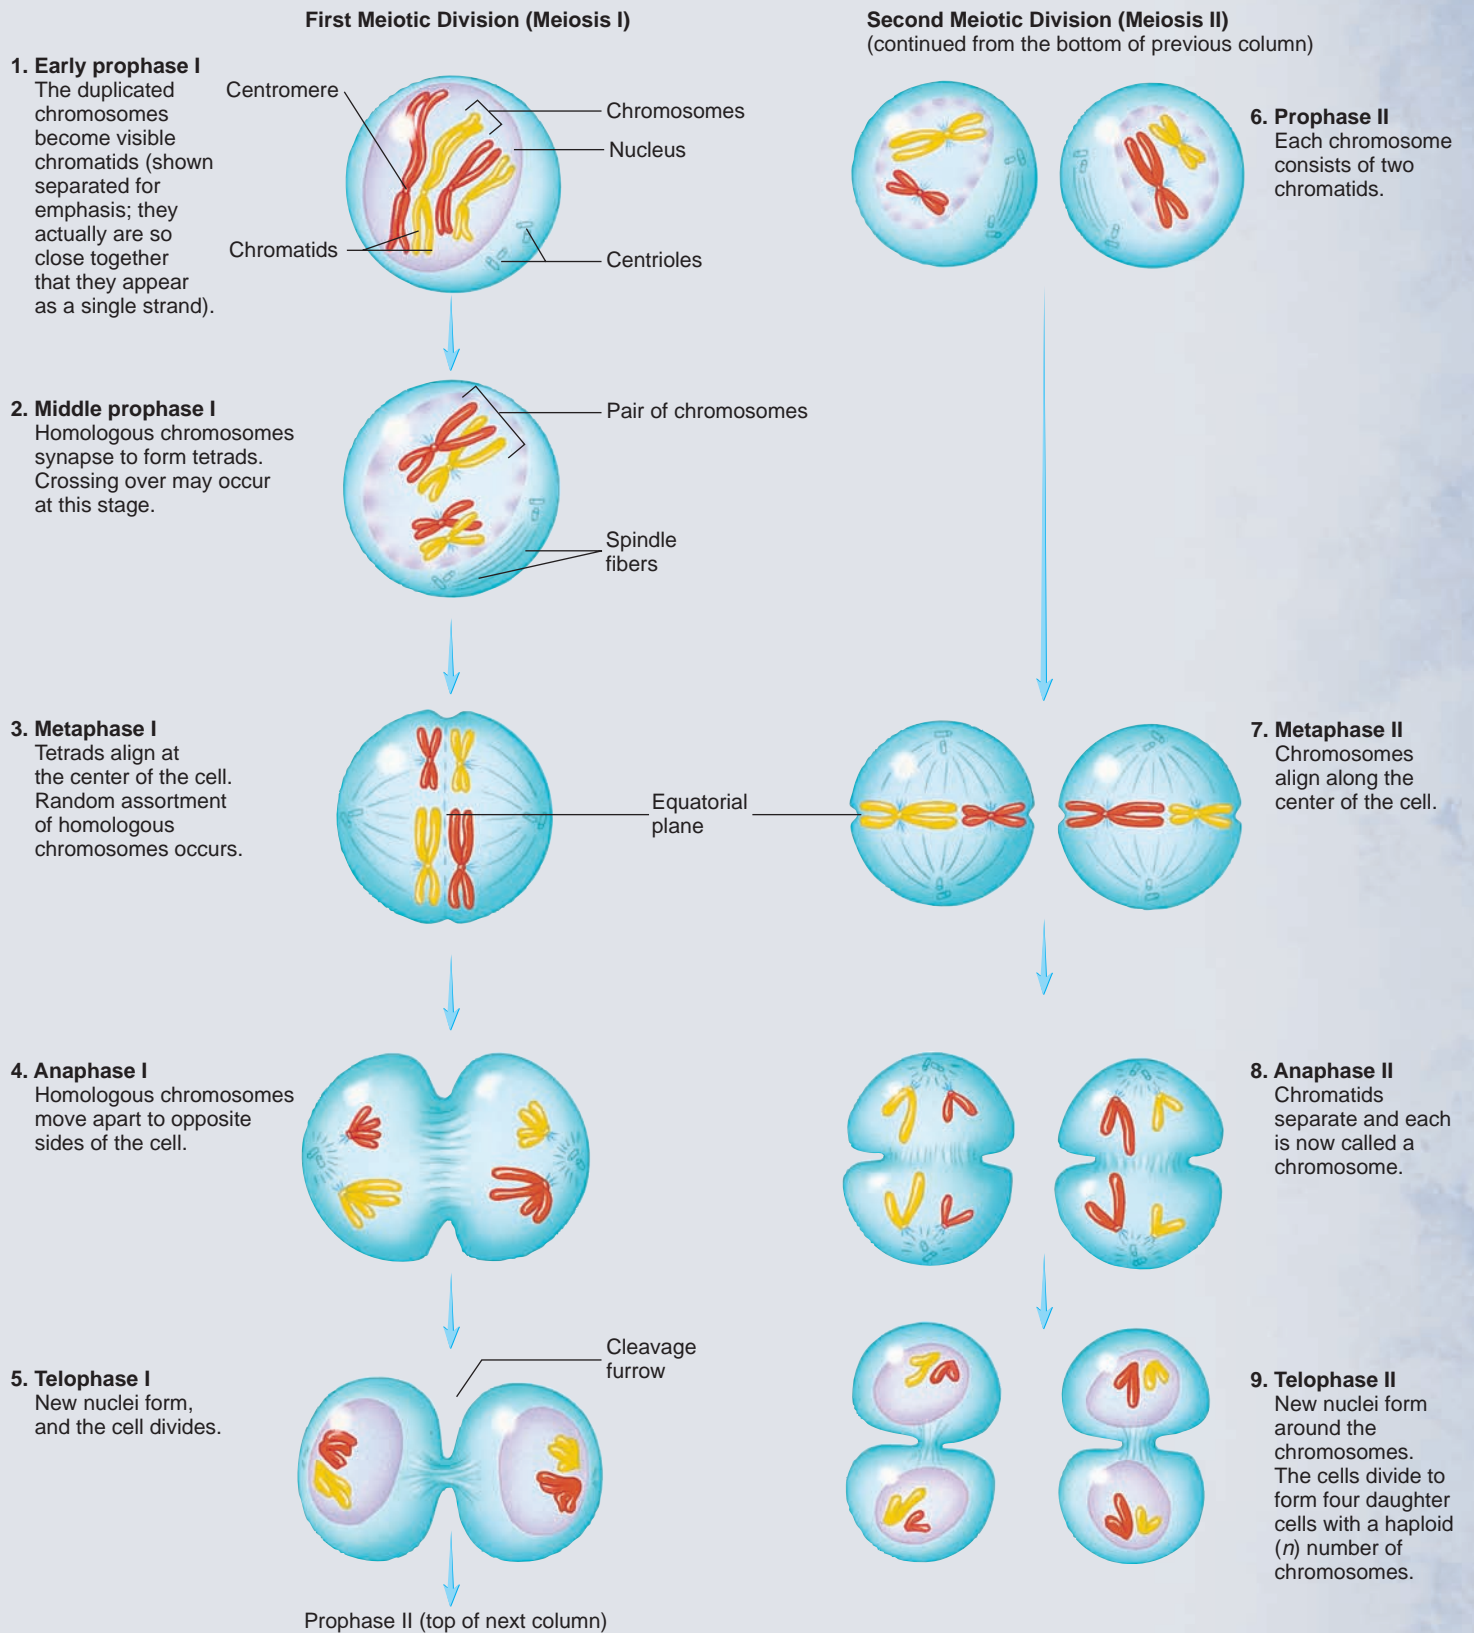 First Meiotic Division (Meiosis I)
1. Early prophase I
The duplicated
chromosomes
become visible
chromatids (shown
separated for
emphasis; they
actually are so
close together
that they appear
as a single strand).
Centromere
Chromosomes
Nucleus
Chromatids
Centrioles
2. Middle prophase I
Homologous chromosomes
synapse to form tetrads.
Crossing over may occur
at this stage.
Pair of chromosomes
Spindle
fibers
3. Metaphase I
Tetrads align at
the center of the cell.
Random assortment
of homologous
chromosomes occurs.
Equatorial
plane
4. Anaphase I
Homologous chromosomes
move apart to opposite
sides of the cell.
5. Telophase I
New nuclei form,
and the cell divides.
Cleavage
furrow
Prophase II (top of next column)
Second Meiotic Division (Meiosis II)
(continued from the bottom of previous column)
6. Prophase II
Each chromosome
consists of two
chromatids.
7. Metaphase II
Chromosomes
align along the
center of the cell.
8. Anaphase II
Chromatids
separate and each
is now called a
chromosome.
9. Telophase II
New nuclei form
around the
chromosomes.
The cells divide to
form four daughter
cells with a haploid
(n) number of
chromosomes.